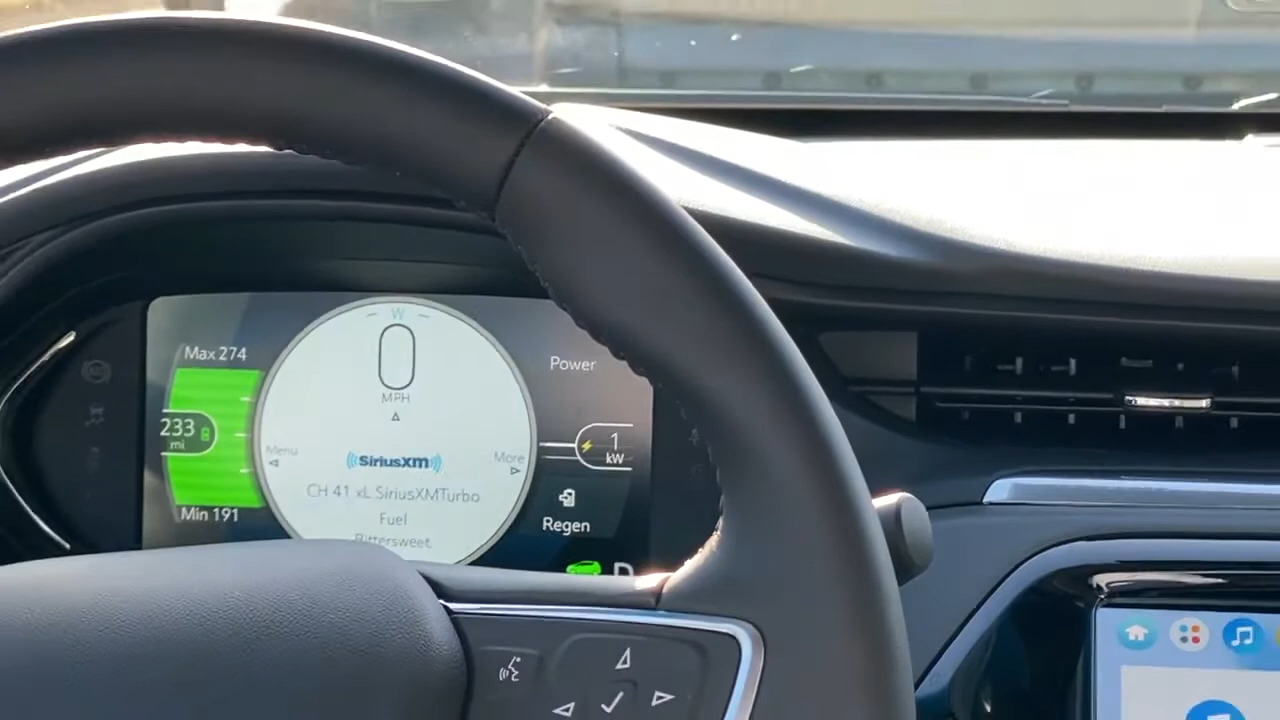 W
Max 274
0
MPH
Power
233
mi
1
kW
Menu
More
SiriusXM
CH 41 xL SiriusXMTurbo
Min 191
Fuel
Regen
Bittersweet
D